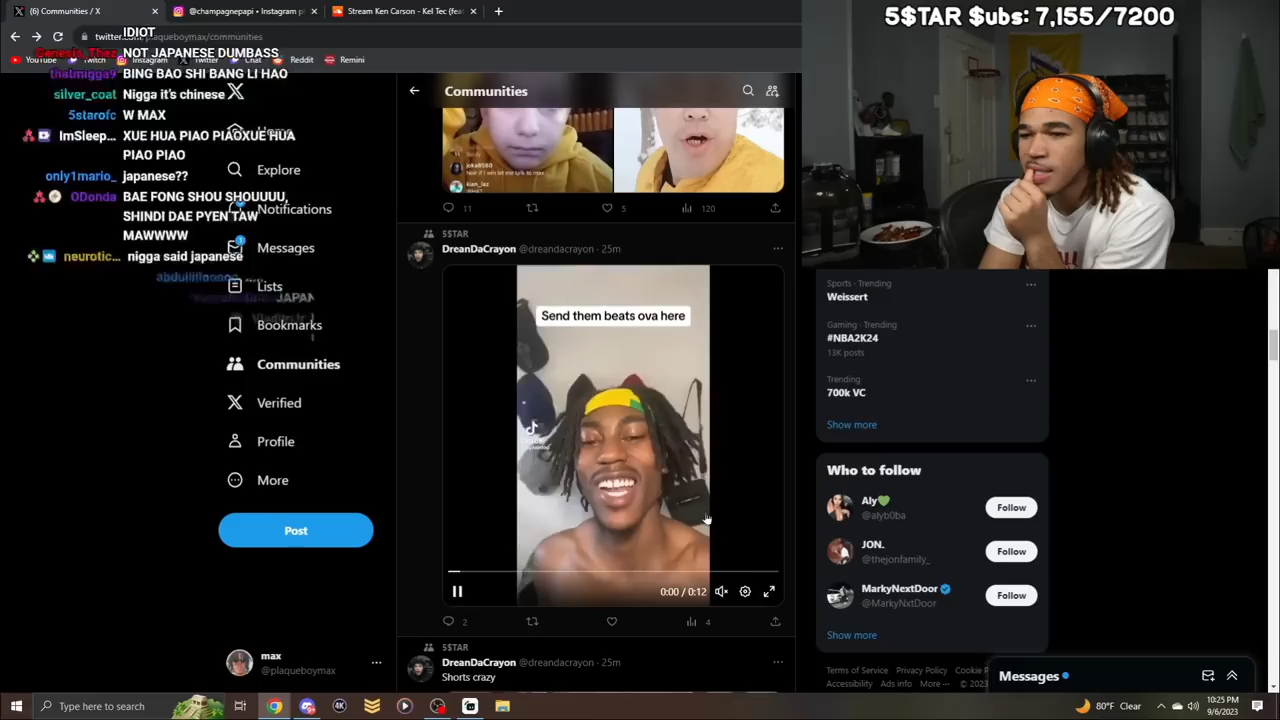 (6) Communities / X
@champagnepapi • Instagram p
Stream Ken Carson - Kel Tec (fea
5$TAR $ubs: 7,155/7200
IDIOT
plaqueboymax/communities
NOT JAPANESE DUMBASS
YouTube
Twitch
Instagram
Twitter
Chat
Reddit
Remini
thatmigga9
BING BAO SHI BANG LI HAO
silver_coat
Nigga it's chinese
5starofc
W MAX
ImSleep...
XUE HUA PIAO PIAO XUE HUA
PIAO PIAO
only1mario_
japanese??
ODonda
BAE FONG SHOU SHOUUUU,
SHINDI DAE PYEN TAW
MAWWWW
neurotic...
nigga said japanese
JAPAN
Explore
Notifications
1
Messages
Lists
Bookmarks
Communities
Verified
Profile
More
Post
max
@plaqueboymax
Communities
joka8580
kian_laz
11
5
120
5$TAR
DreanDaCrayon @dreandacrayon · 25m
Send them beats ova here
0:00 / 0:12
2
4
5$TAR
DreanDaCrayon @dreandacrayon · 25m
Shorts crazy
Sports · Trending
Weissert
Gaming · Trending
#NBA2K24
13K posts
Trending
700k VC
Show more
Who to follow
Aly
@alyb0ba
Follow
JON.
@thejonfamily_
Follow
MarkyNextDoor
@MarkyNxtDoor
Follow
Show more
Terms of Service Privacy Policy Cookie P
Accessibility Ads info More ··· © 2023
Messages
Type here to search
80°F Clear
10:25 PM
9/6/2023